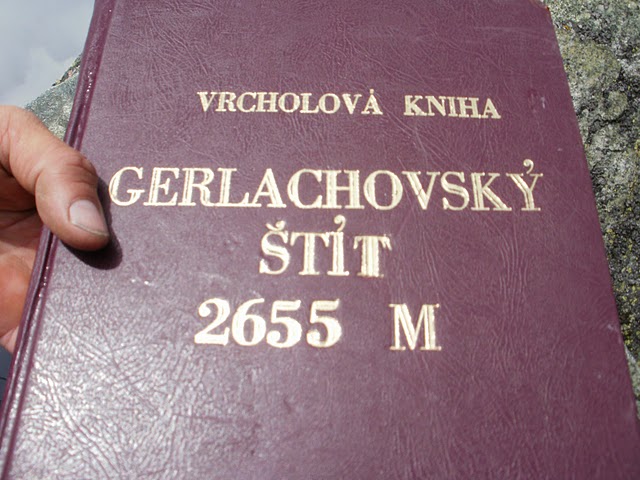 VRCHOLOVÁ KNIHA
GERLACHOVSKÝ
ŠTÍT
2655 M